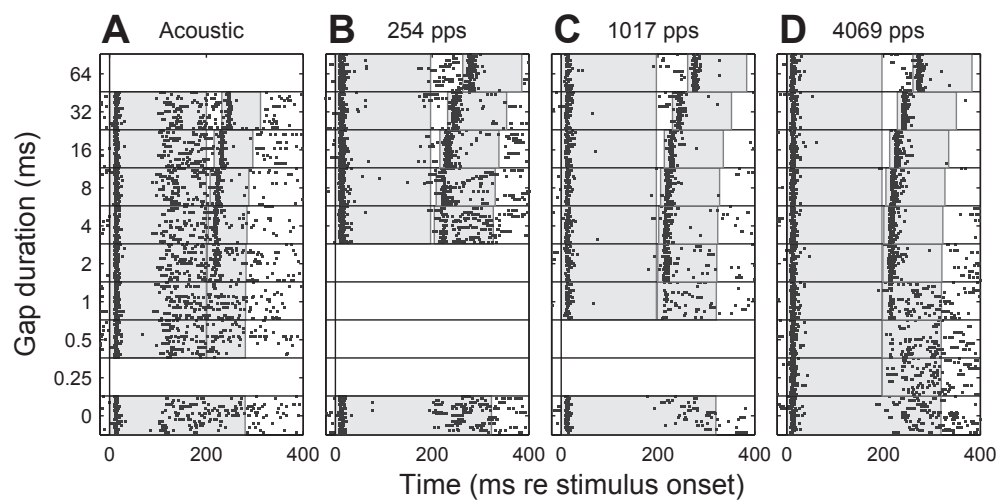 A Acoustic B 254 pps C 1017 pps D 4069 pps
Gap duration (ms)
64
32
16
8
4
2
1
0.5
0.25
0
0 200 400 0 200 400 0 200 400 0 200 400
Time (ms re stimulus onset)